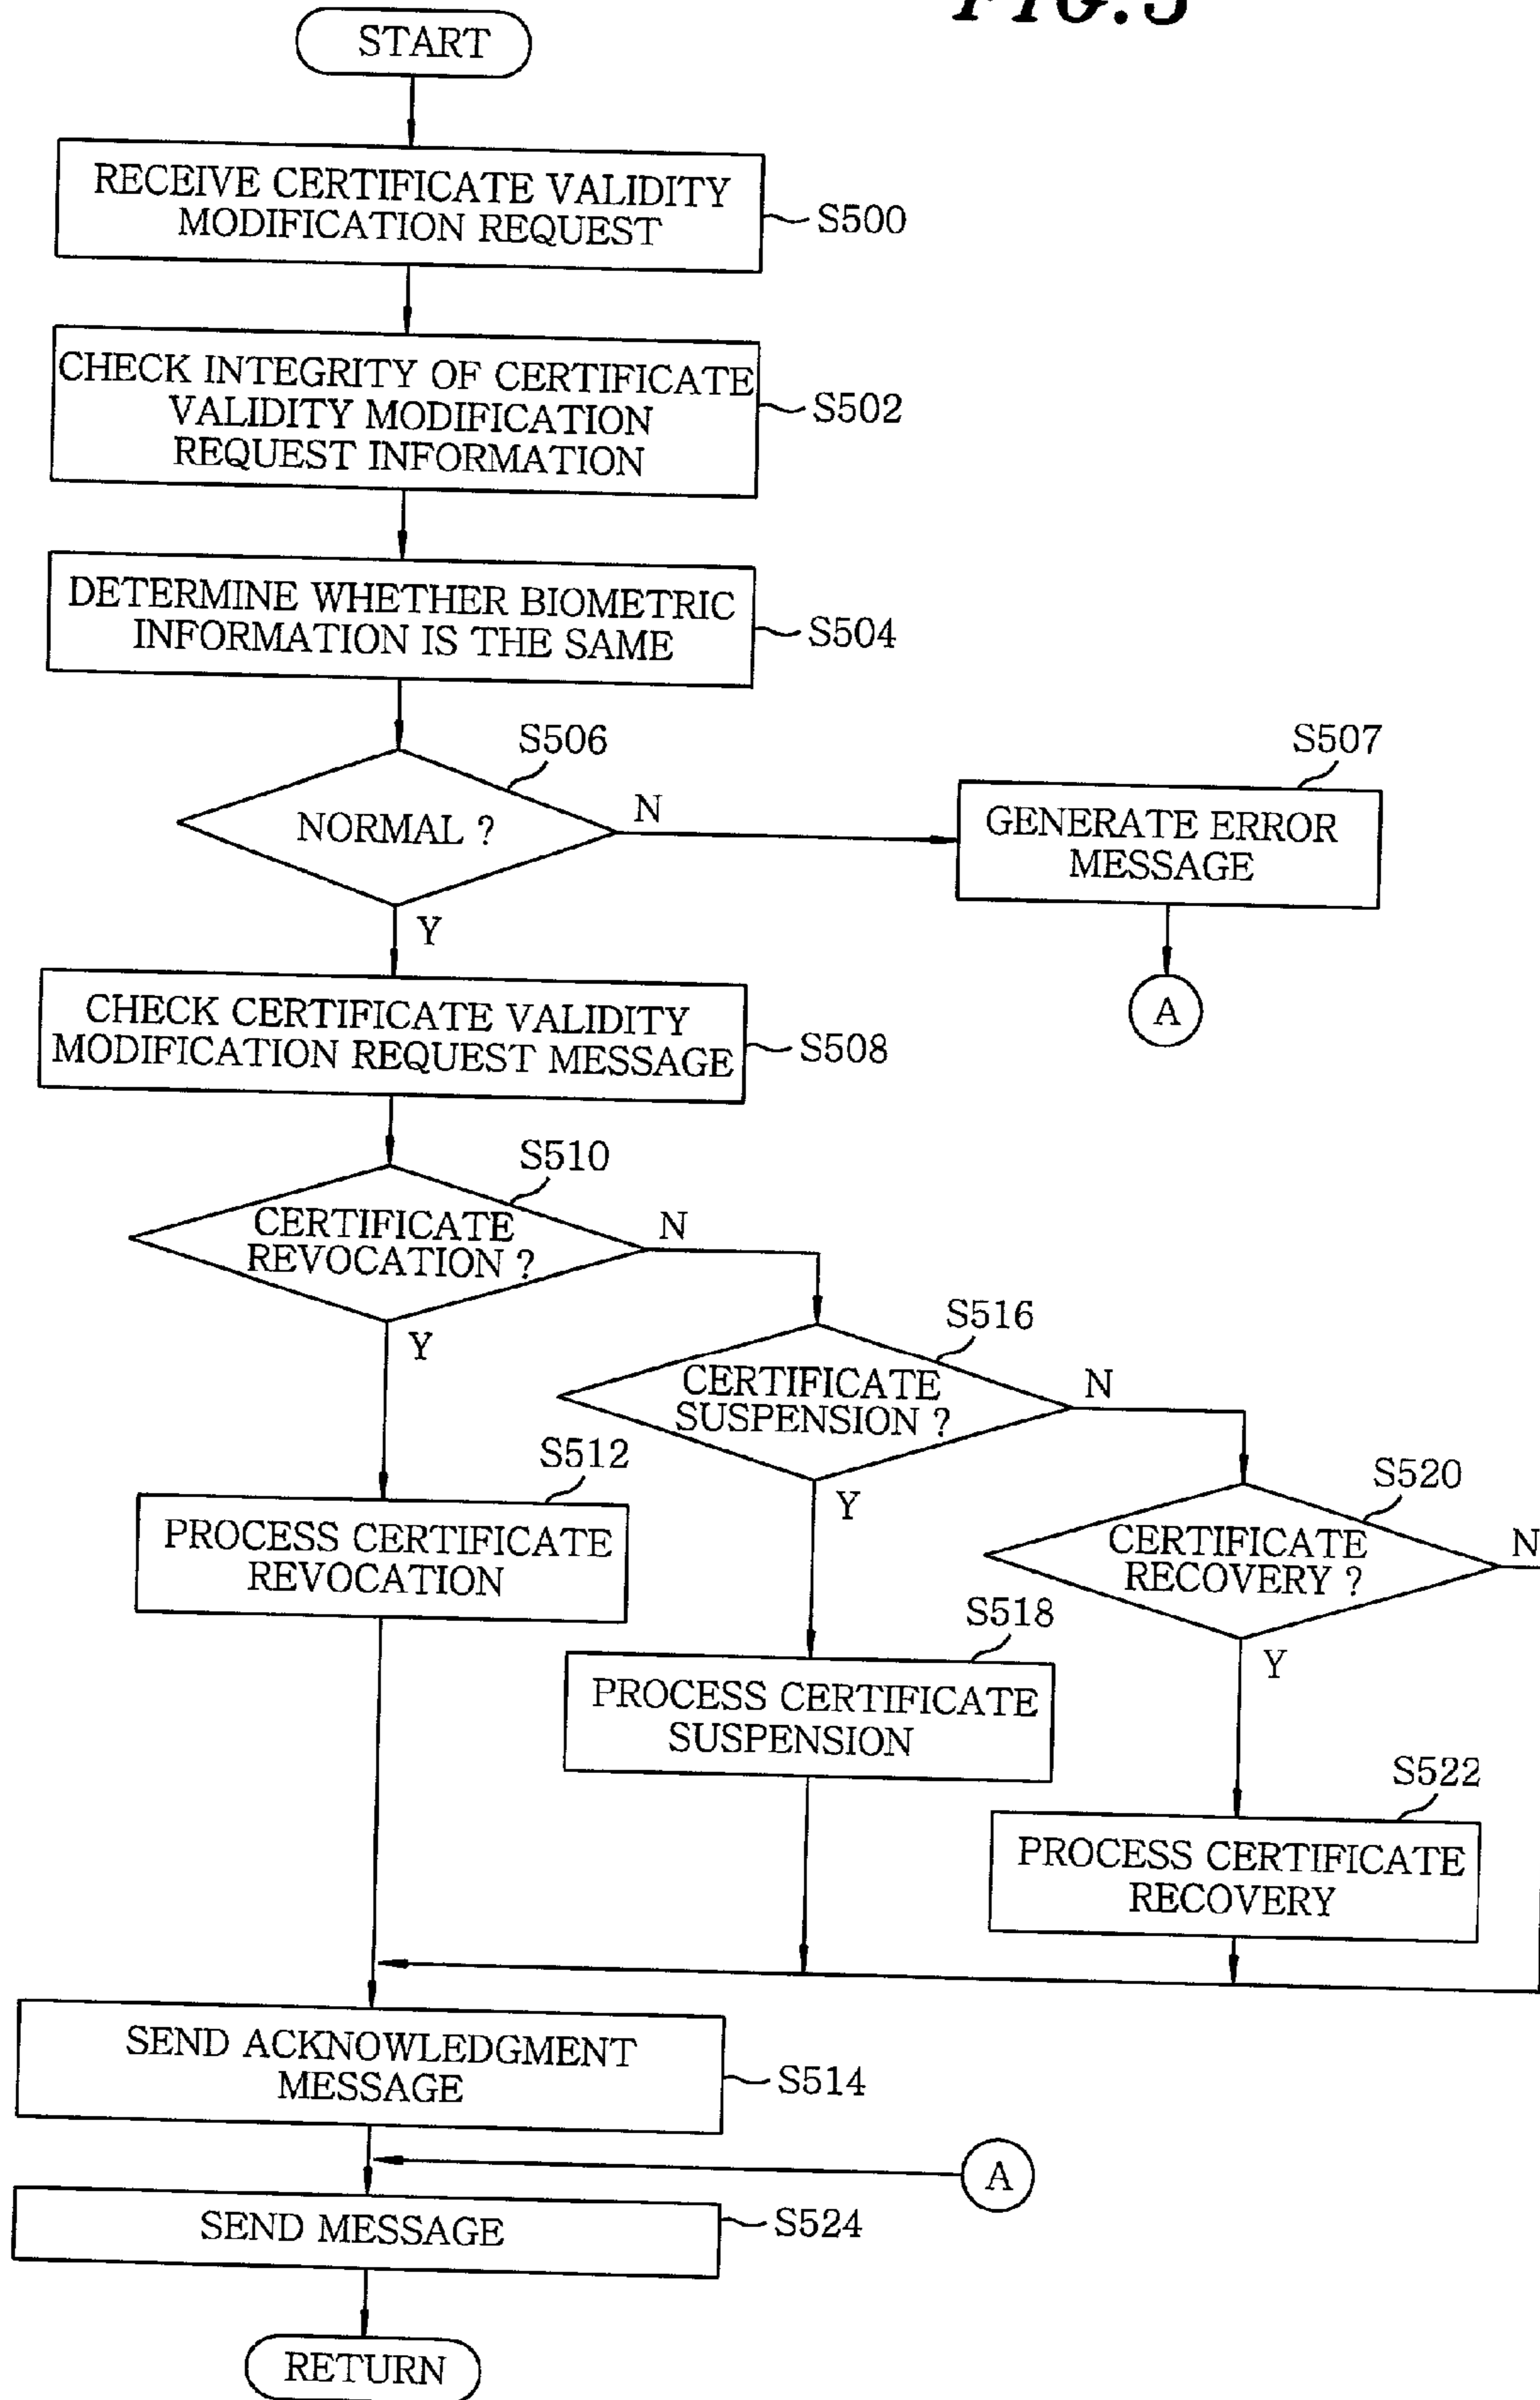 FIG. 5
START
RECEIVE CERTIFICATE VALIDITY
MODIFICATION REQUEST
S500
CHECK INTEGRITY OF CERTIFICATE
VALIDITY MODIFICATION
REQUEST INFORMATION
S502
DETERMINE WHETHER BIOMETRIC
INFORMATION IS THE SAME
S504
S506
NORMAL ?
N
Y
S507
GENERATE ERROR
MESSAGE
A
CHECK CERTIFICATE VALIDITY
MODIFICATION REQUEST MESSAGE
S508
S510
CERTIFICATE
REVOCATION ?
N
Y
S516
CERTIFICATE
SUSPENSION ?
N
Y
S512
PROCESS CERTIFICATE
REVOCATION
S520
CERTIFICATE
RECOVERY ?
N
Y
S518
PROCESS CERTIFICATE
SUSPENSION
S522
PROCESS CERTIFICATE
RECOVERY
SEND ACKNOWLEDGMENT
MESSAGE
S514
A
SEND MESSAGE
S524
RETURN